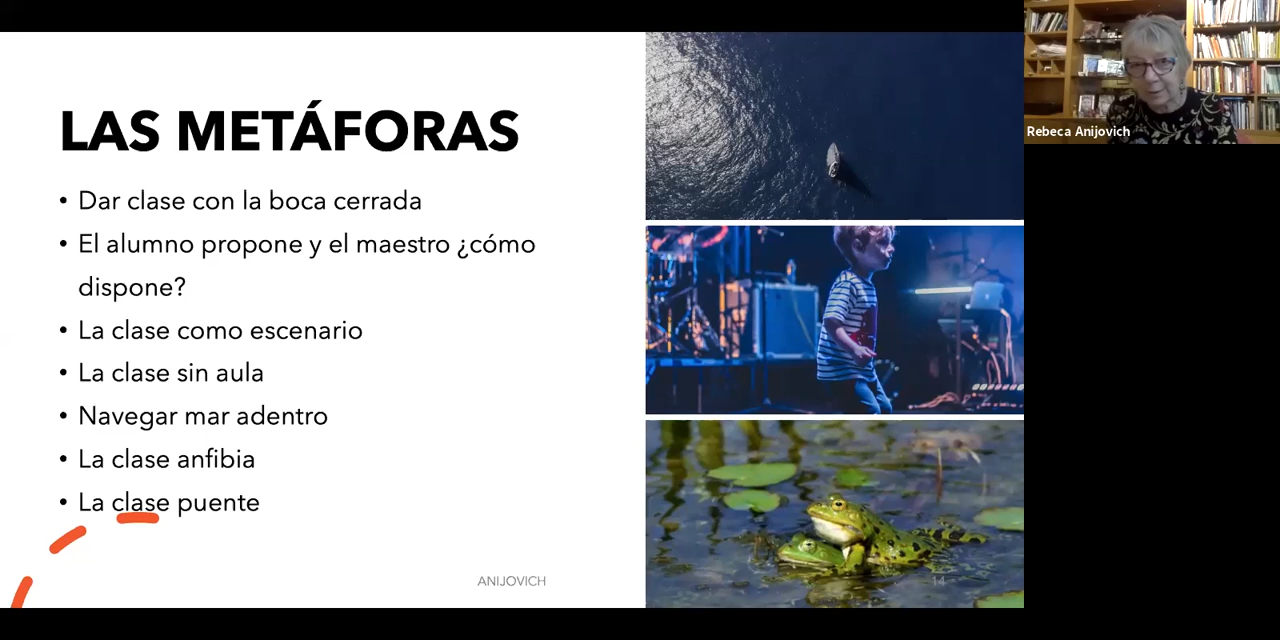 LAS METÁFORAS
• Dar clase con la boca cerrada
• El alumno propone y el maestro ¿cómo
dispone?
• La clase como escenario
• La clase sin aula
• Navegar mar adentro
• La clase anfibia
• La clase puente
ANIJOVICH
14
Rebeca Anijovich